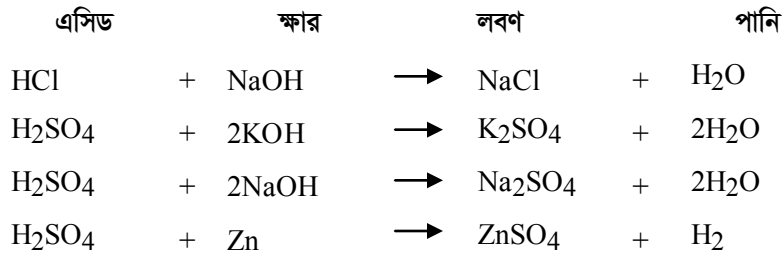 এসিড ক্ষার লবণ পানি
HCl + NaOH → NaCl + H₂O
H₂SO₄ + 2KOH → K₂SO₄ + 2H₂O
H₂SO₄ + 2NaOH → Na₂SO₄ + 2H₂O
H₂SO₄ + Zn → ZnSO₄ + H₂